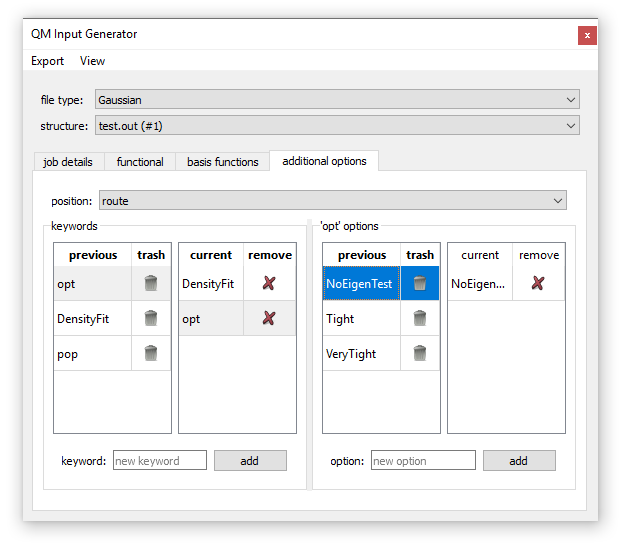 QM Input Generator
x
Export View
file type: Gaussian
structure: test.out (#1)
job details functional basis functions additional options
position: route
keywords 'opt' options
previous trash current remove previous trash current remove
opt DensityFit NoEigenTest NoEigen...
DensityFit opt Tight
pop VeryTight
keyword: new keyword add option: new option add